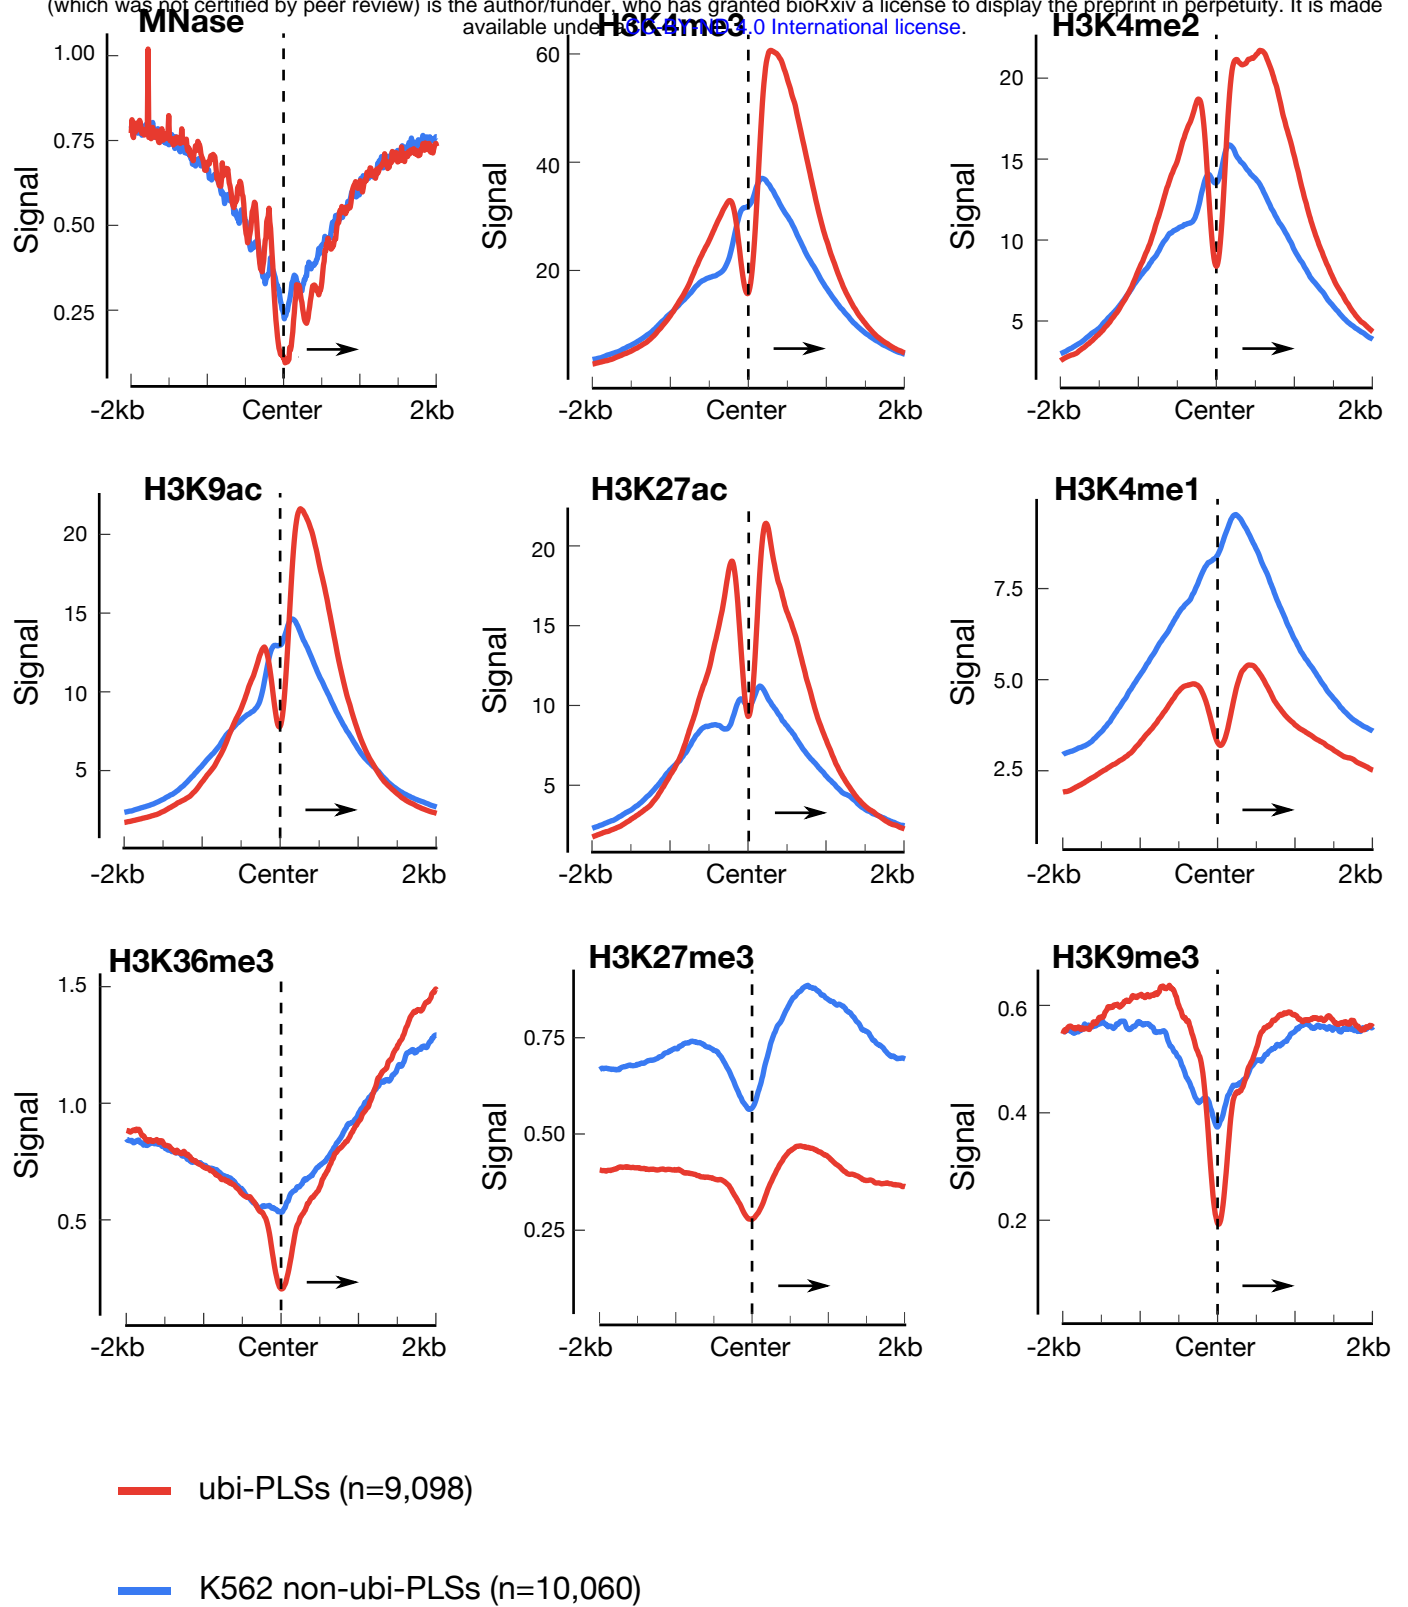 (which was not certified by peer review) is the author/funder, who has granted bioRxiv a license to display the preprint in perpetuity. It is made
available under aCC-BY-ND 4.0 International license.
MNase
H3K4me3
H3K4me2
Signal
1.00
0.75
0.50
0.25
-2kb Center 2kb
Signal
60
40
20
-2kb Center 2kb
Signal
20
15
10
5
-2kb Center 2kb
H3K9ac
H3K27ac
H3K4me1
Signal
20
15
10
5
-2kb Center 2kb
Signal
20
15
10
5
-2kb Center 2kb
Signal
7.5
5.0
2.5
-2kb Center 2kb
H3K36me3
H3K27me3
H3K9me3
Signal
1.5
1.0
0.5
-2kb Center 2kb
Signal
0.75
0.50
0.25
-2kb Center 2kb
Signal
0.6
0.4
0.2
-2kb Center 2kb
ubi-PLSs (n=9,098)
K562 non-ubi-PLSs (n=10,060)